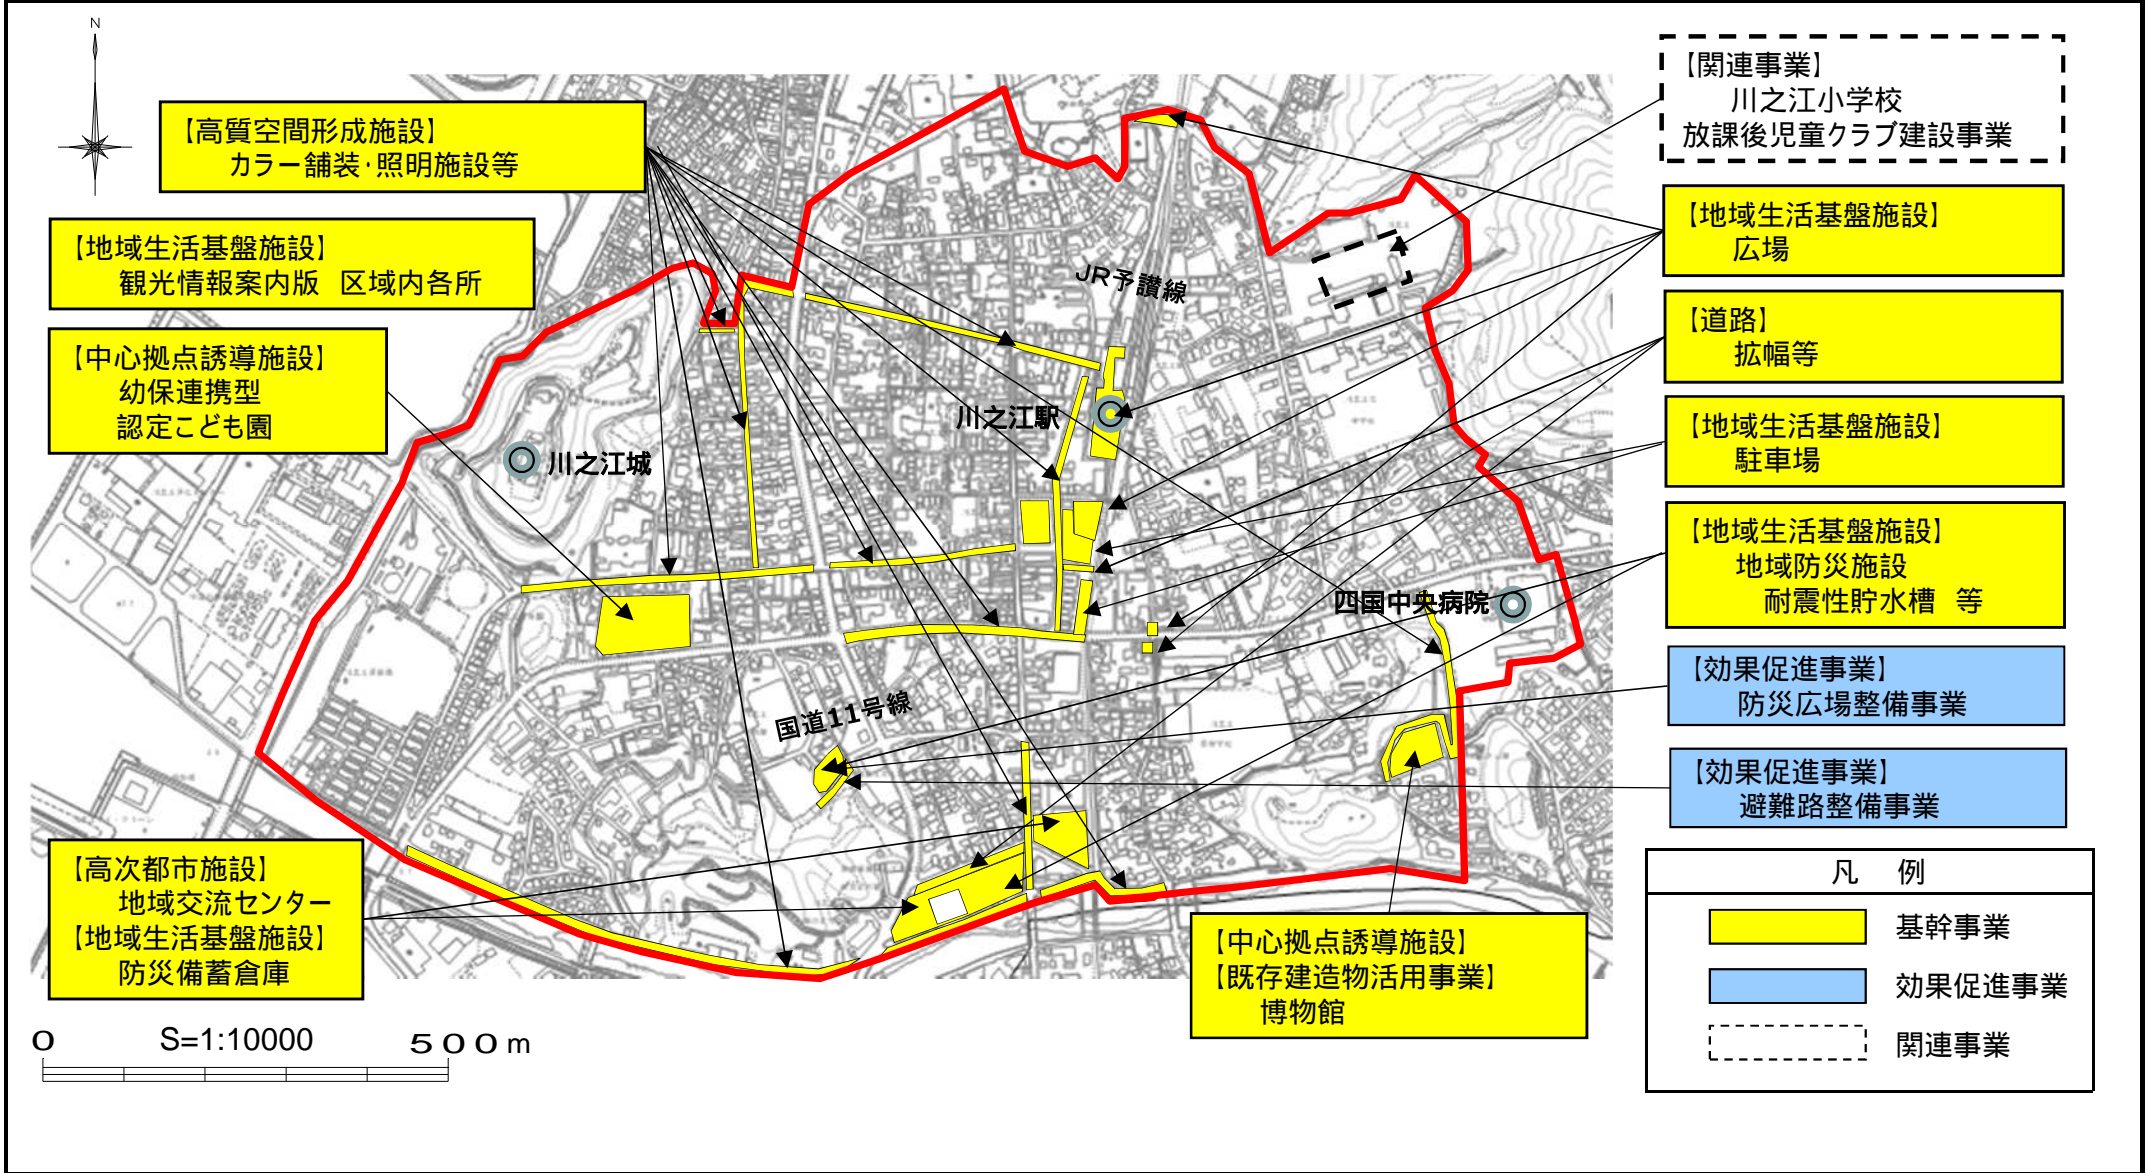 N
【高質空間形成施設】
カラー舗装・照明施設等
【地域生活基盤施設】
観光情報案内版 区域内各所
【中心拠点誘導施設】
幼保連携型
認定こども園
【高次都市施設】
地域交流センター
【地域生活基盤施設】
防災備蓄倉庫
0 S=1:10000 500m
JR予讃線
川之江駅
川之江城
四国中央病院
国道11号線
【関連事業】
川之江小学校
放課後児童クラブ建設事業
【地域生活基盤施設】
広場
【道路】
拡幅等
【地域生活基盤施設】
駐車場
【地域生活基盤施設】
地域防災施設
耐震性貯水槽 等
【効果促進事業】
防災広場整備事業
【効果促進事業】
避難路整備事業
【中心拠点誘導施設】
【既存建造物活用事業】
博物館
凡 例
基幹事業
効果促進事業
関連事業